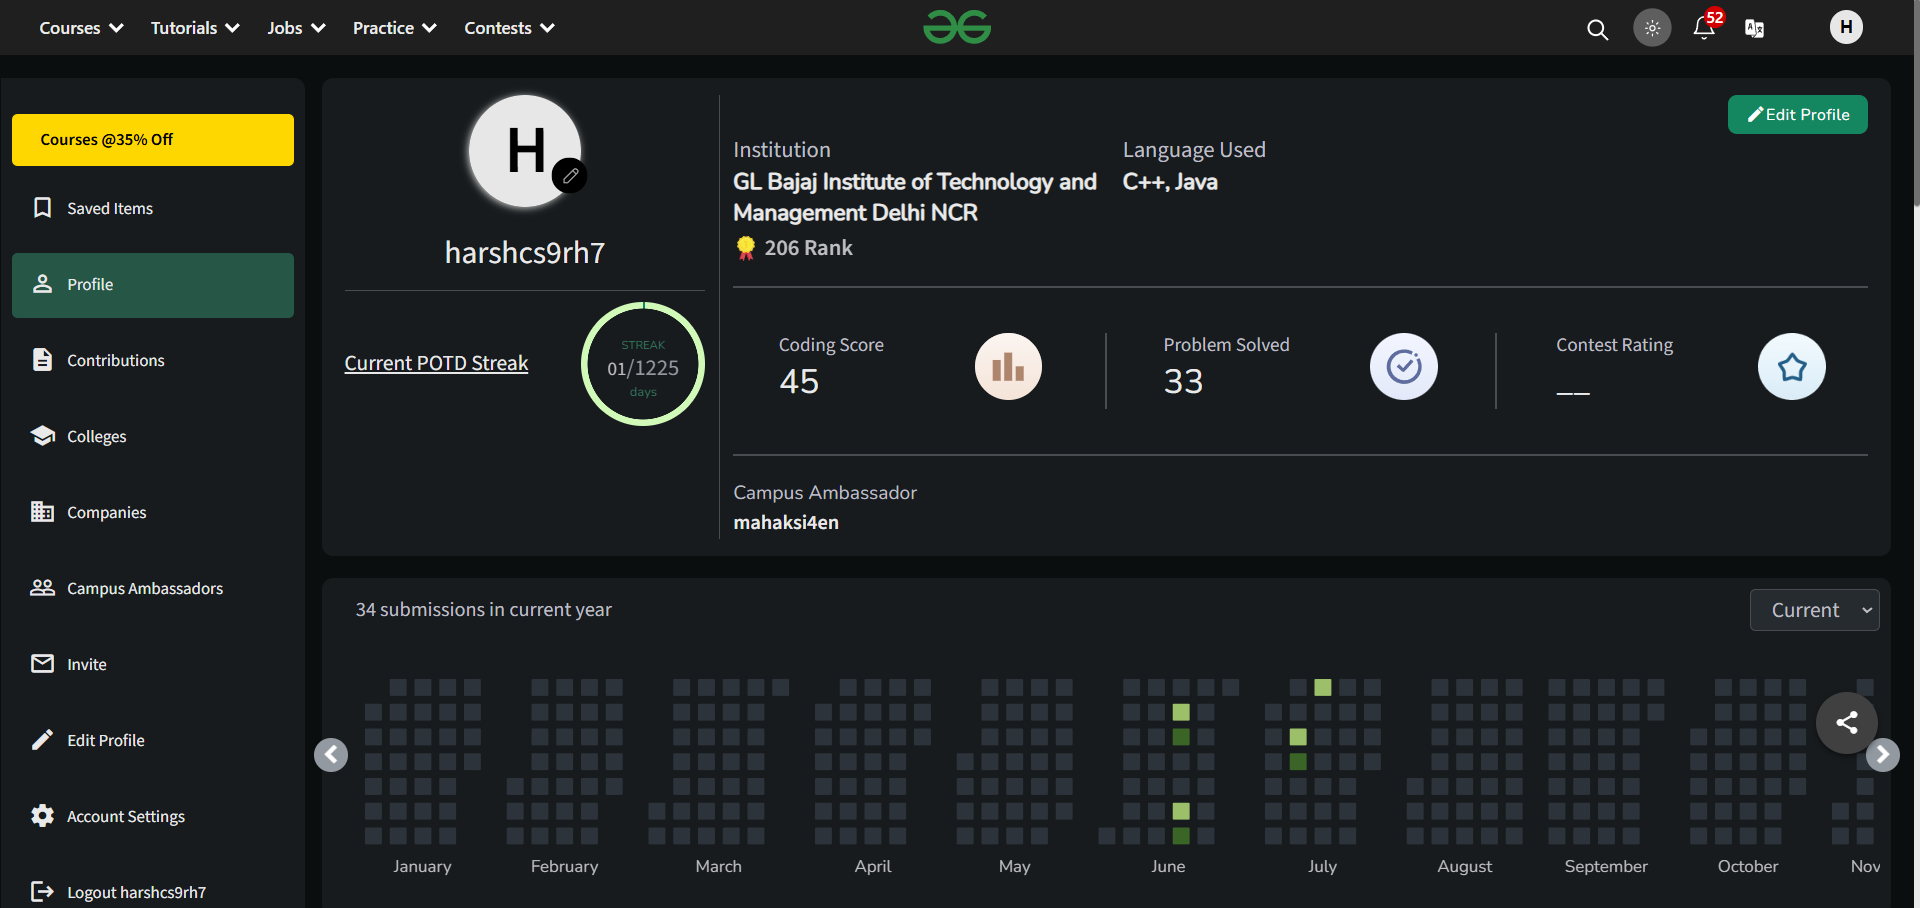 Courses Tutorials Jobs Practice Contests
52
H
Courses @35% Off
Saved Items
Profile
Contributions
Colleges
Companies
Campus Ambassadors
Invite
Edit Profile
Account Settings
Logout harshcs9rh7
H
harshcs9rh7
Current POTD Streak
STREAK
01/1225
days
Edit Profile
Institution
GL Bajaj Institute of Technology and
Management Delhi NCR
206 Rank
Language Used
C++, Java
Coding Score
45
Problem Solved
33
Contest Rating
__
Campus Ambassador
mahaksi4en
34 submissions in current year
Current
January February March April May June July August September October Nov